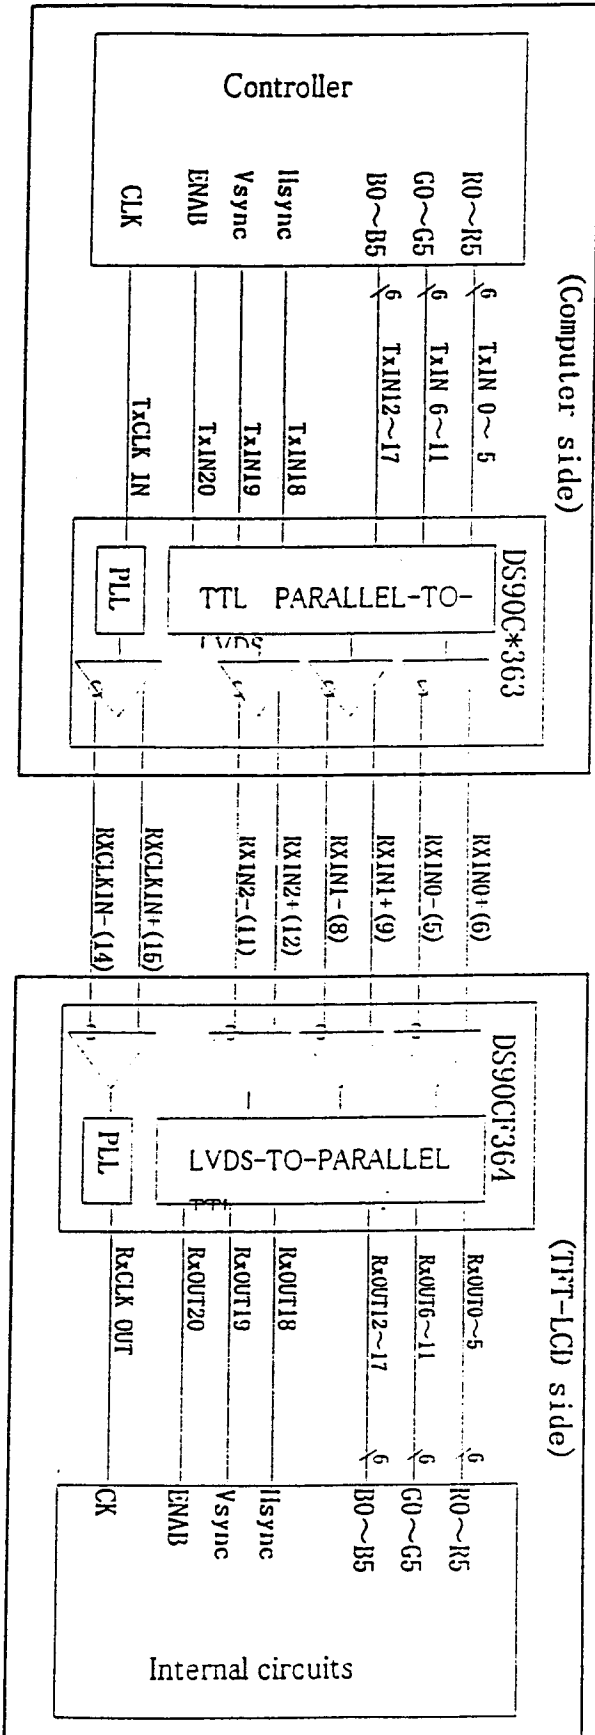 (Computer side)
Controller
R0~R5
G0~G5
B0~B5
Hsync
Vsync
ENAB
CLK
6
6
6
TxIN 0~ 5
TxIN 6~11
TxIN12~17
TxIN18
TxIN19
TxIN20
TxCLK IN
DS90C*363
TTL PARALLEL-TO-
LVDS
PLL
RXIN0+(6)
RXIN0-(5)
RXIN1+(9)
RXIN1-(8)
RXIN2+(12)
RXIN2-(11)
RXCLKIN+(15)
RXCLKIN-(14)
(TFT-LCD side)
DS90CF364
LVDS-TO-PARALLEL
TTL
PLL
RxOUT0~5
RxOUT6~11
RxOUT12~17
RxOUT18
RxOUT19
RxOUT20
RxCLK OUT
6
6
6
R0~R5
G0~G5
B0~B5
Hsync
Vsync
ENAB
CK
Internal circuits